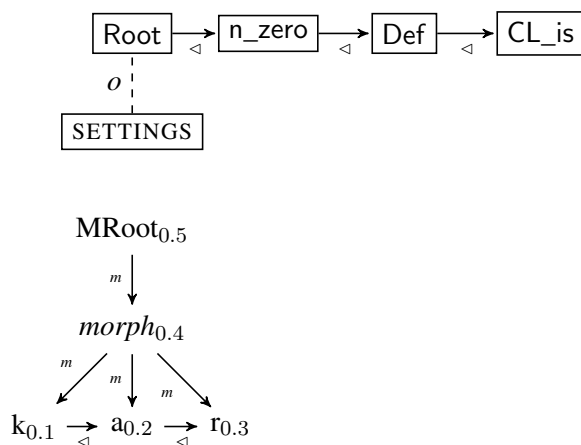 Root n_zero Def CL_is
◁ ◁ ◁
o
SETTINGS
MRoot0.5
m
morph0.4
m m m
k0.1 a0.2 r0.3
◁ ◁